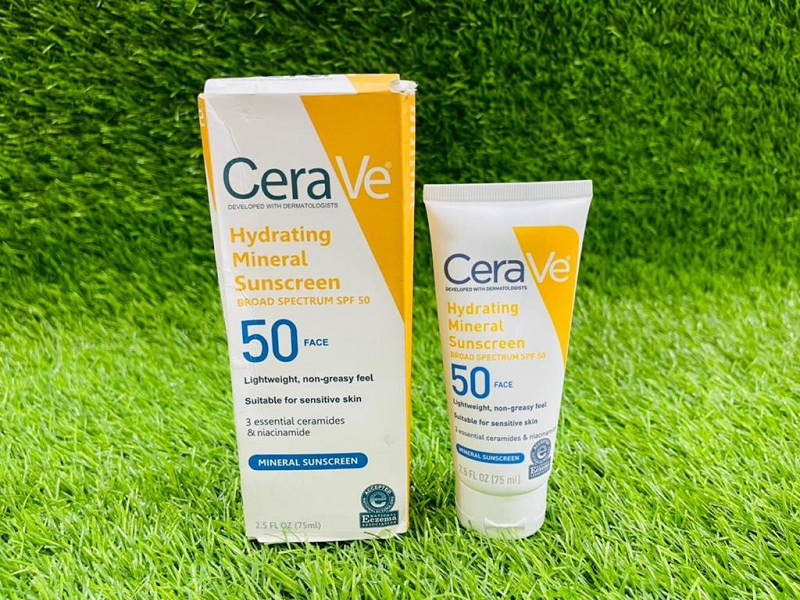 CeraVe®
DEVELOPED WITH DERMATOLOGISTS
Hydrating
Mineral
Sunscreen
BROAD SPECTRUM SPF 50
50 FACE
Lightweight, non-greasy feel
Suitable for sensitive skin
3 essential ceramides
& niacinamide
MINERAL SUNSCREEN
ACCEPTED
NATIONAL
Eczema
ASSOCIATION
2.5 FL OZ (75ml)
CeraVe®
DEVELOPED WITH DERMATOLOGISTS
Hydrating
Mineral
Sunscreen
BROAD SPECTRUM SPF 50
50 FACE
Lightweight, non-greasy feel
Suitable for sensitive skin
3 essential ceramides & niacinamide
MINERAL SUNSCREEN
Eczema
2.5 FL OZ (75 ml)